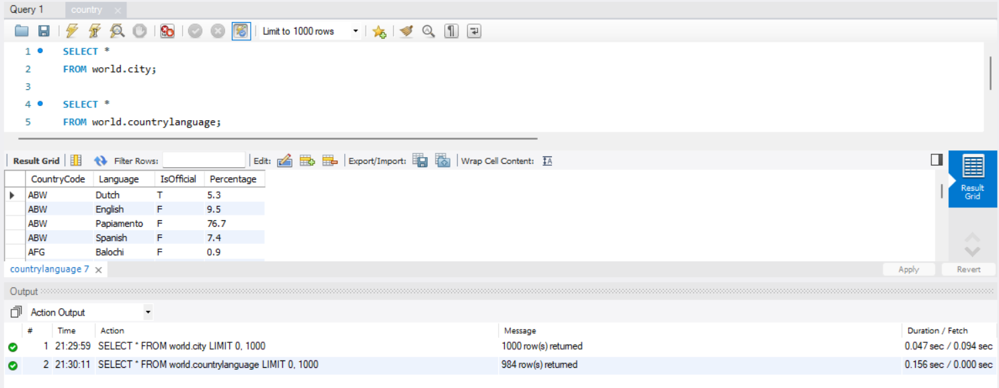 Query 1 country
Limit to 1000 rows
1 SELECT *
2 FROM world.city;
3
4 SELECT *
5 FROM world.countrylanguage;
Result Grid Filter Rows: Edit: Export/Import: Wrap Cell Content:
Result Grid
CountryCode Language IsOfficial Percentage
ABW Dutch T 5.3
ABW English F 9.5
ABW Papiamento F 76.7
ABW Spanish F 7.4
AFG Balochi F 0.9
countrylanguage 7 Apply Revert
Output
Action Output
# Time Action Message Duration / Fetch
1 21:29:59 SELECT * FROM world.city LIMIT 0, 1000 1000 row(s) returned 0.047 sec / 0.094 sec
2 21:30:11 SELECT * FROM world.countrylanguage LIMIT 0, 1000 984 row(s) returned 0.156 sec / 0.000 sec